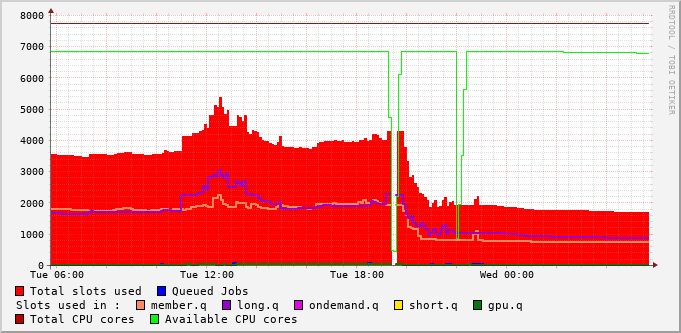 8000
7000
6000
5000
4000
3000
2000
1000
0
Tue 06:00 Tue 12:00 Tue 18:00 Wed 00:00
RRDTOOL / TOBI OETIKER
Total slots used Queued Jobs
Slots used in : member.q long.q ondemand.q short.q gpu.q
Total CPU cores Available CPU cores